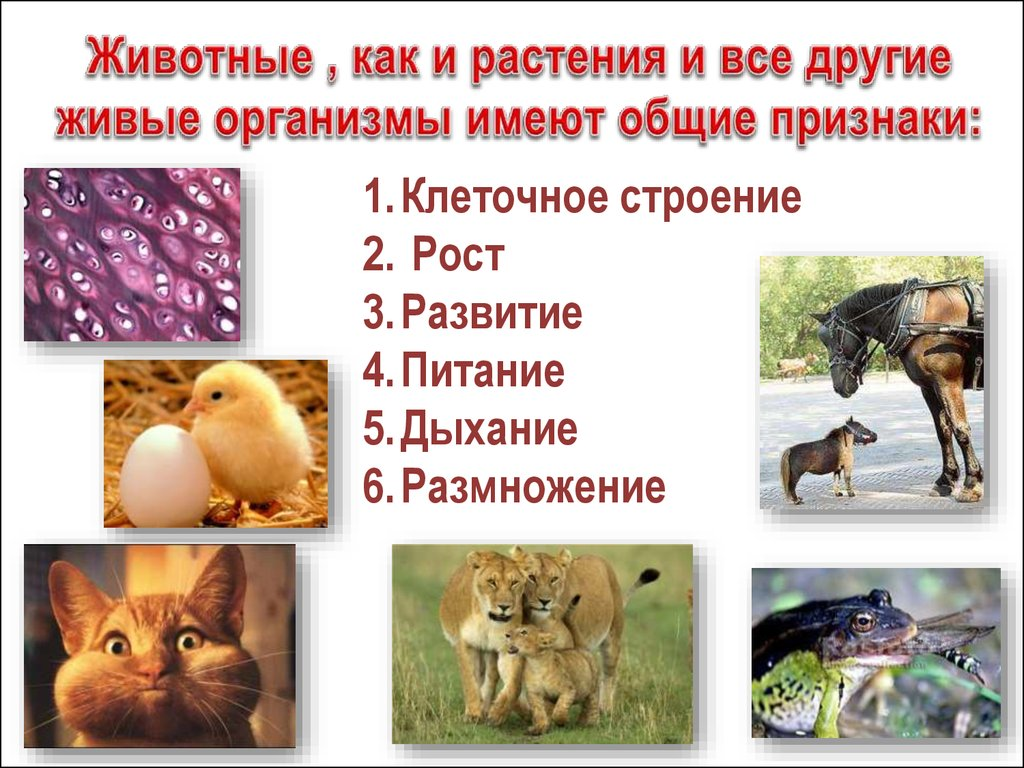 Животные , как и растения и все другие
живые организмы имеют общие признаки:
1. Клеточное строение
2. Рост
3. Развитие
4. Питание
5. Дыхание
6. Размножение